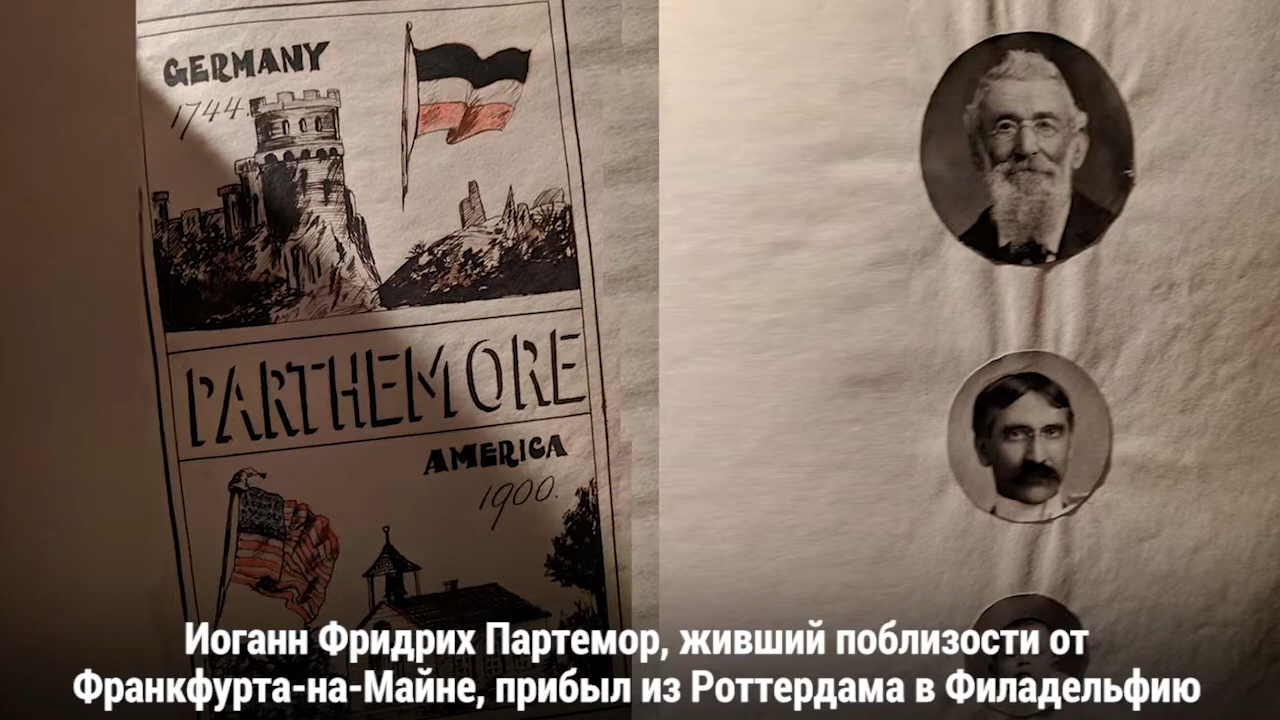 GERMANY
1744.
PARTHEMORE
AMERICA
1900.
Иоганн Фридрих Партемор, живший поблизости от
Франкфурта-на-Майне, прибыл из Роттердама в Филадельфию